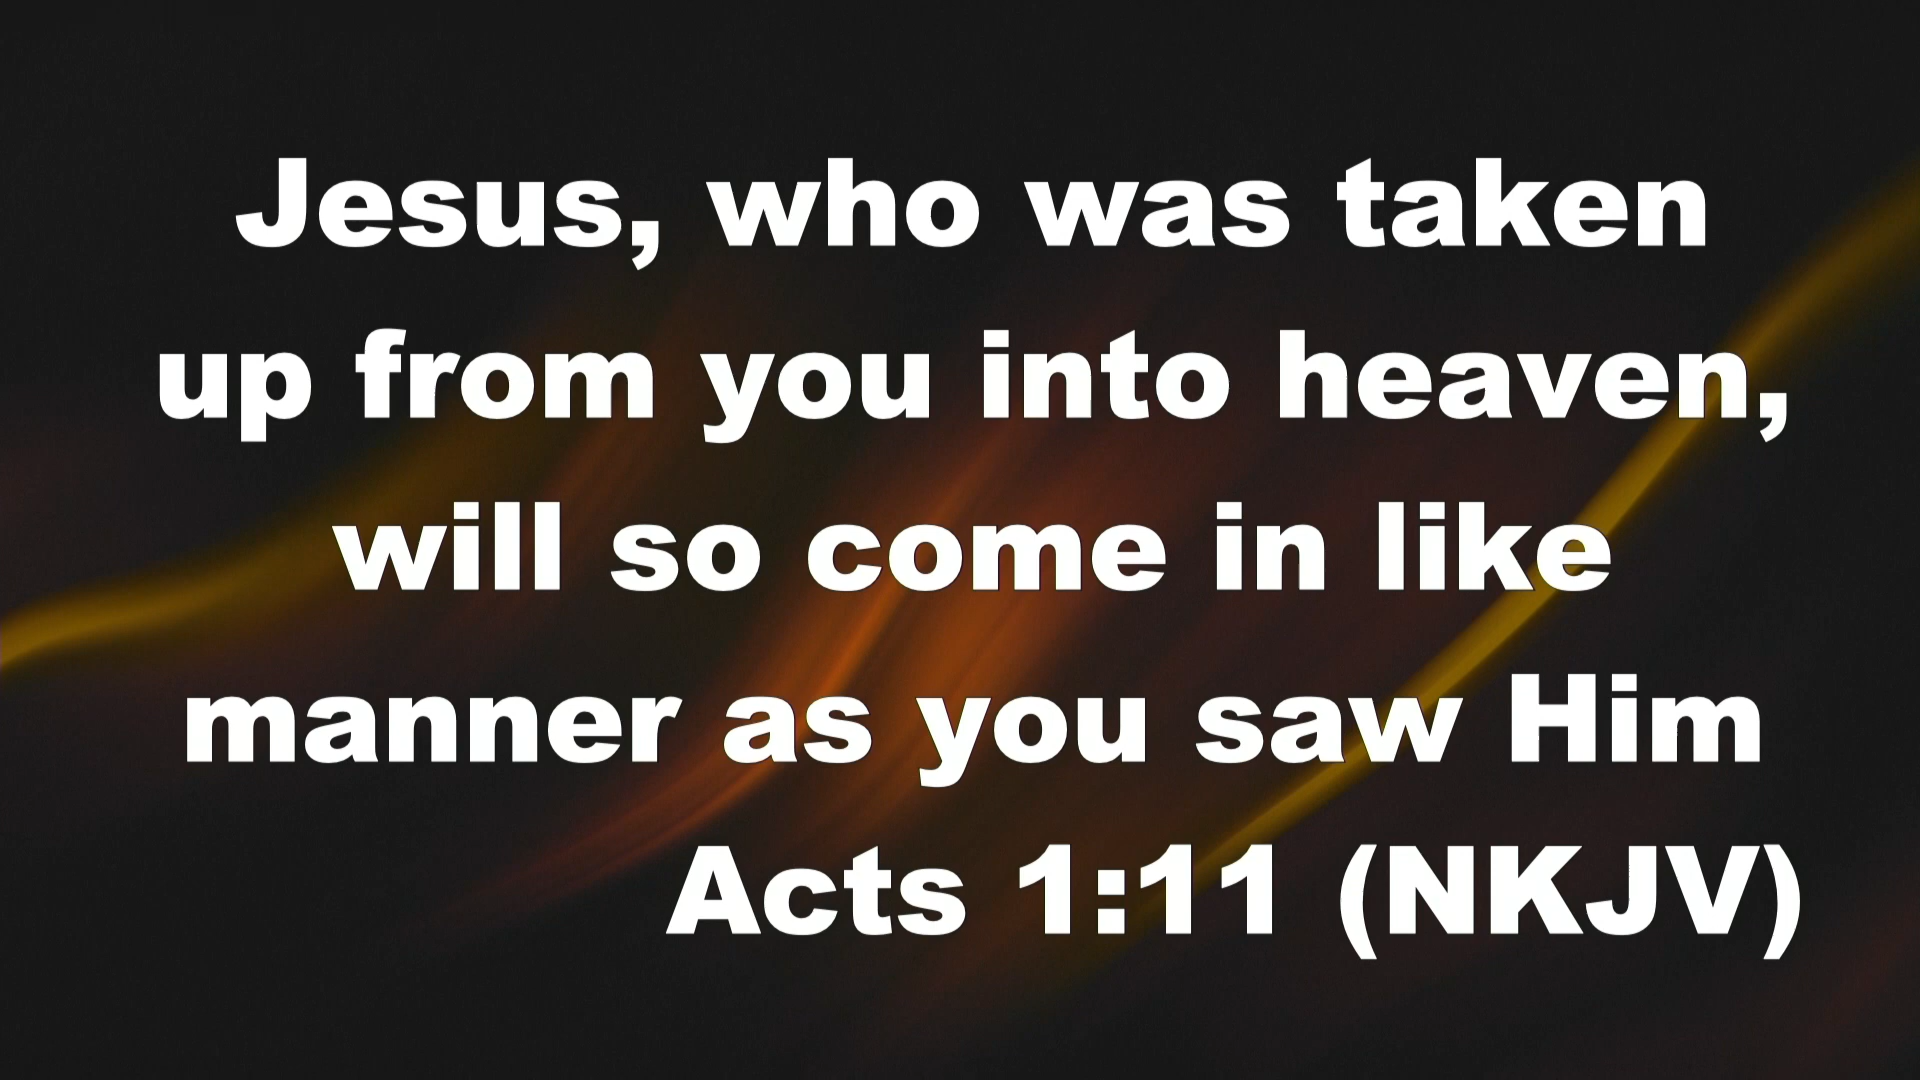 Jesus, who was taken
up from you into heaven,
will so come in like
manner as you saw Him
Acts 1:11 (NKJV)